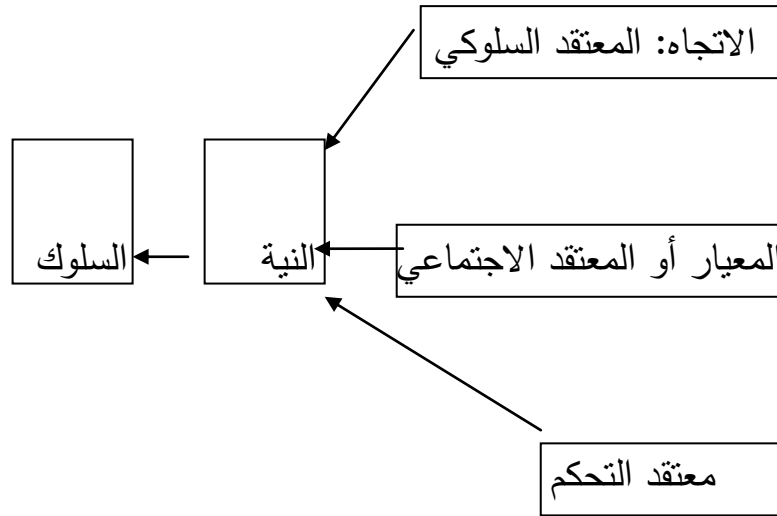 الاتجاه: المعتقد السلوكي
المعيار أو المعتقد الاجتماعي
النية
السلوك
معتقد التحكم